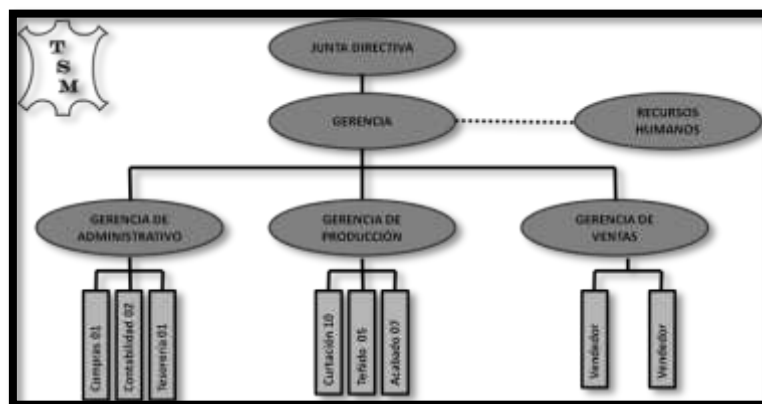 T
S
M
JUNTA DIRECTIVA
GERENCIA
RECURSOS
HUMANOS
GERENCIA DE
ADMINISTRATIVO
GERENCIA DE
PRODUCCIÓN
GERENCIA DE
VENTAS
Compras 01
Contabilidad 02
Tesorería 01
Curtación 10
Teñido 05
Acabado 07
Vendedor
Vendedor